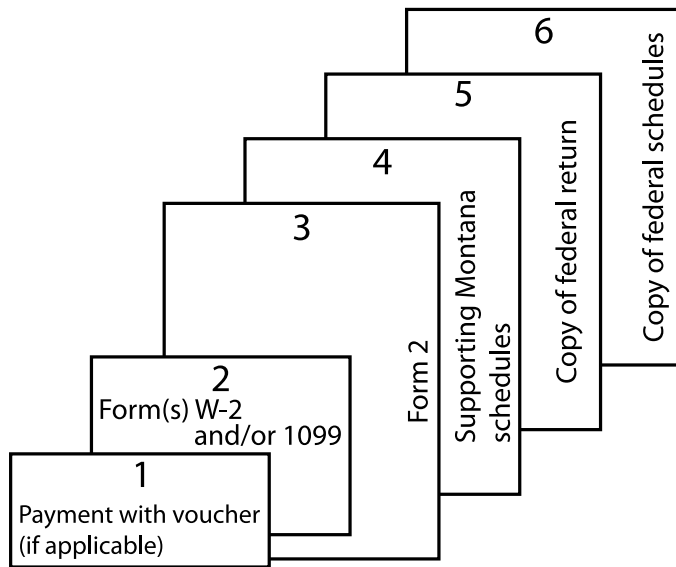 1
Payment with voucher
(if applicable)
2
Form(s) W-2
and/or 1099
3
Form 2
4
Supporting Montana
schedules
5
Copy of federal return
6
Copy of federal schedules